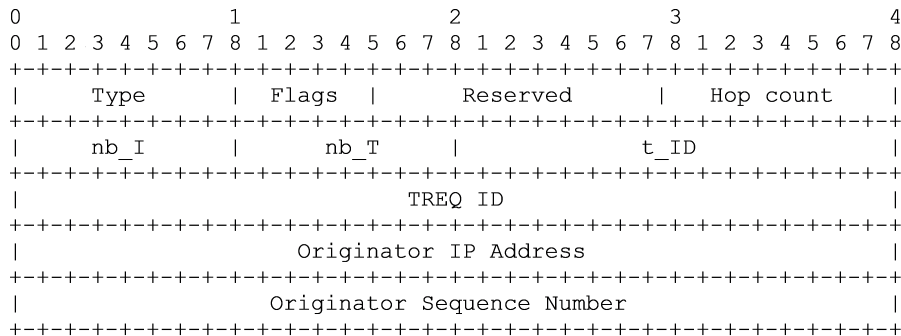 0 1 2 3 4
0 1 2 3 4 5 6 7 8 1 2 3 4 5 6 7 8 1 2 3 4 5 6 7 8 1 2 3 4 5 6 7 8
+-+-+-+-+-+-+-+-+-+-+-+-+-+-+-+-+-+-+-+-+-+-+-+-+-+-+-+-+-+-+-+-+
| Type | Flags | Reserved | Hop count |
+-+-+-+-+-+-+-+-+-+-+-+-+-+-+-+-+-+-+-+-+-+-+-+-+-+-+-+-+-+-+-+-+
| nb_I | nb_T | t_ID |
+-+-+-+-+-+-+-+-+-+-+-+-+-+-+-+-+-+-+-+-+-+-+-+-+-+-+-+-+-+-+-+-+
| TREQ ID |
+-+-+-+-+-+-+-+-+-+-+-+-+-+-+-+-+-+-+-+-+-+-+-+-+-+-+-+-+-+-+-+-+
| Originator IP Address |
+-+-+-+-+-+-+-+-+-+-+-+-+-+-+-+-+-+-+-+-+-+-+-+-+-+-+-+-+-+-+-+-+
| Originator Sequence Number |
+-+-+-+-+-+-+-+-+-+-+-+-+-+-+-+-+-+-+-+-+-+-+-+-+-+-+-+-+-+-+-+-+